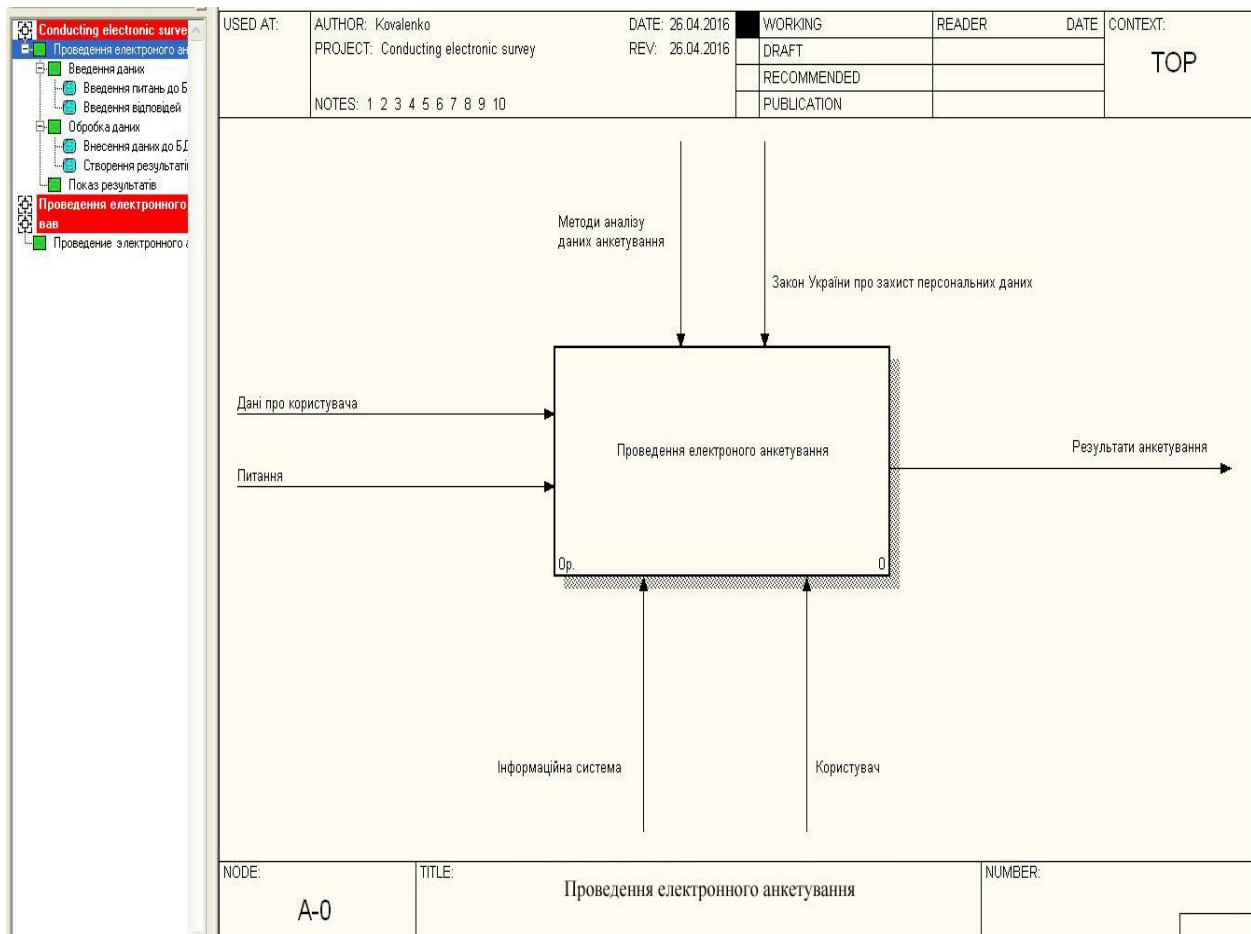 Conducting electronic surve
Проведення електроного ан
Введення даних
Введення питань до Б
Введення відповідей
Обробка даних
Внесення даних до БД
Створення результаті
Показ результатів
Проведення електронного
вав
Проведение электронного а
USED AT:
AUTHOR: Kovalenko
DATE: 26.04.2016
PROJECT: Conducting electronic survey
REV: 26.04.2016
NOTES: 1 2 3 4 5 6 7 8 9 10
WORKING
DRAFT
RECOMMENDED
PUBLICATION
READER
DATE
CONTEXT:
TOP
Методи аналізу
даних анкетування
Закон України про захист персональних даних
Дані про користувача
Питання
Проведення електроного анкетування
0р.
0
Результати анкетування
Інформаційна система
Користувач
NODE:
A-0
TITLE:
Проведення електронного анкетування
NUMBER: